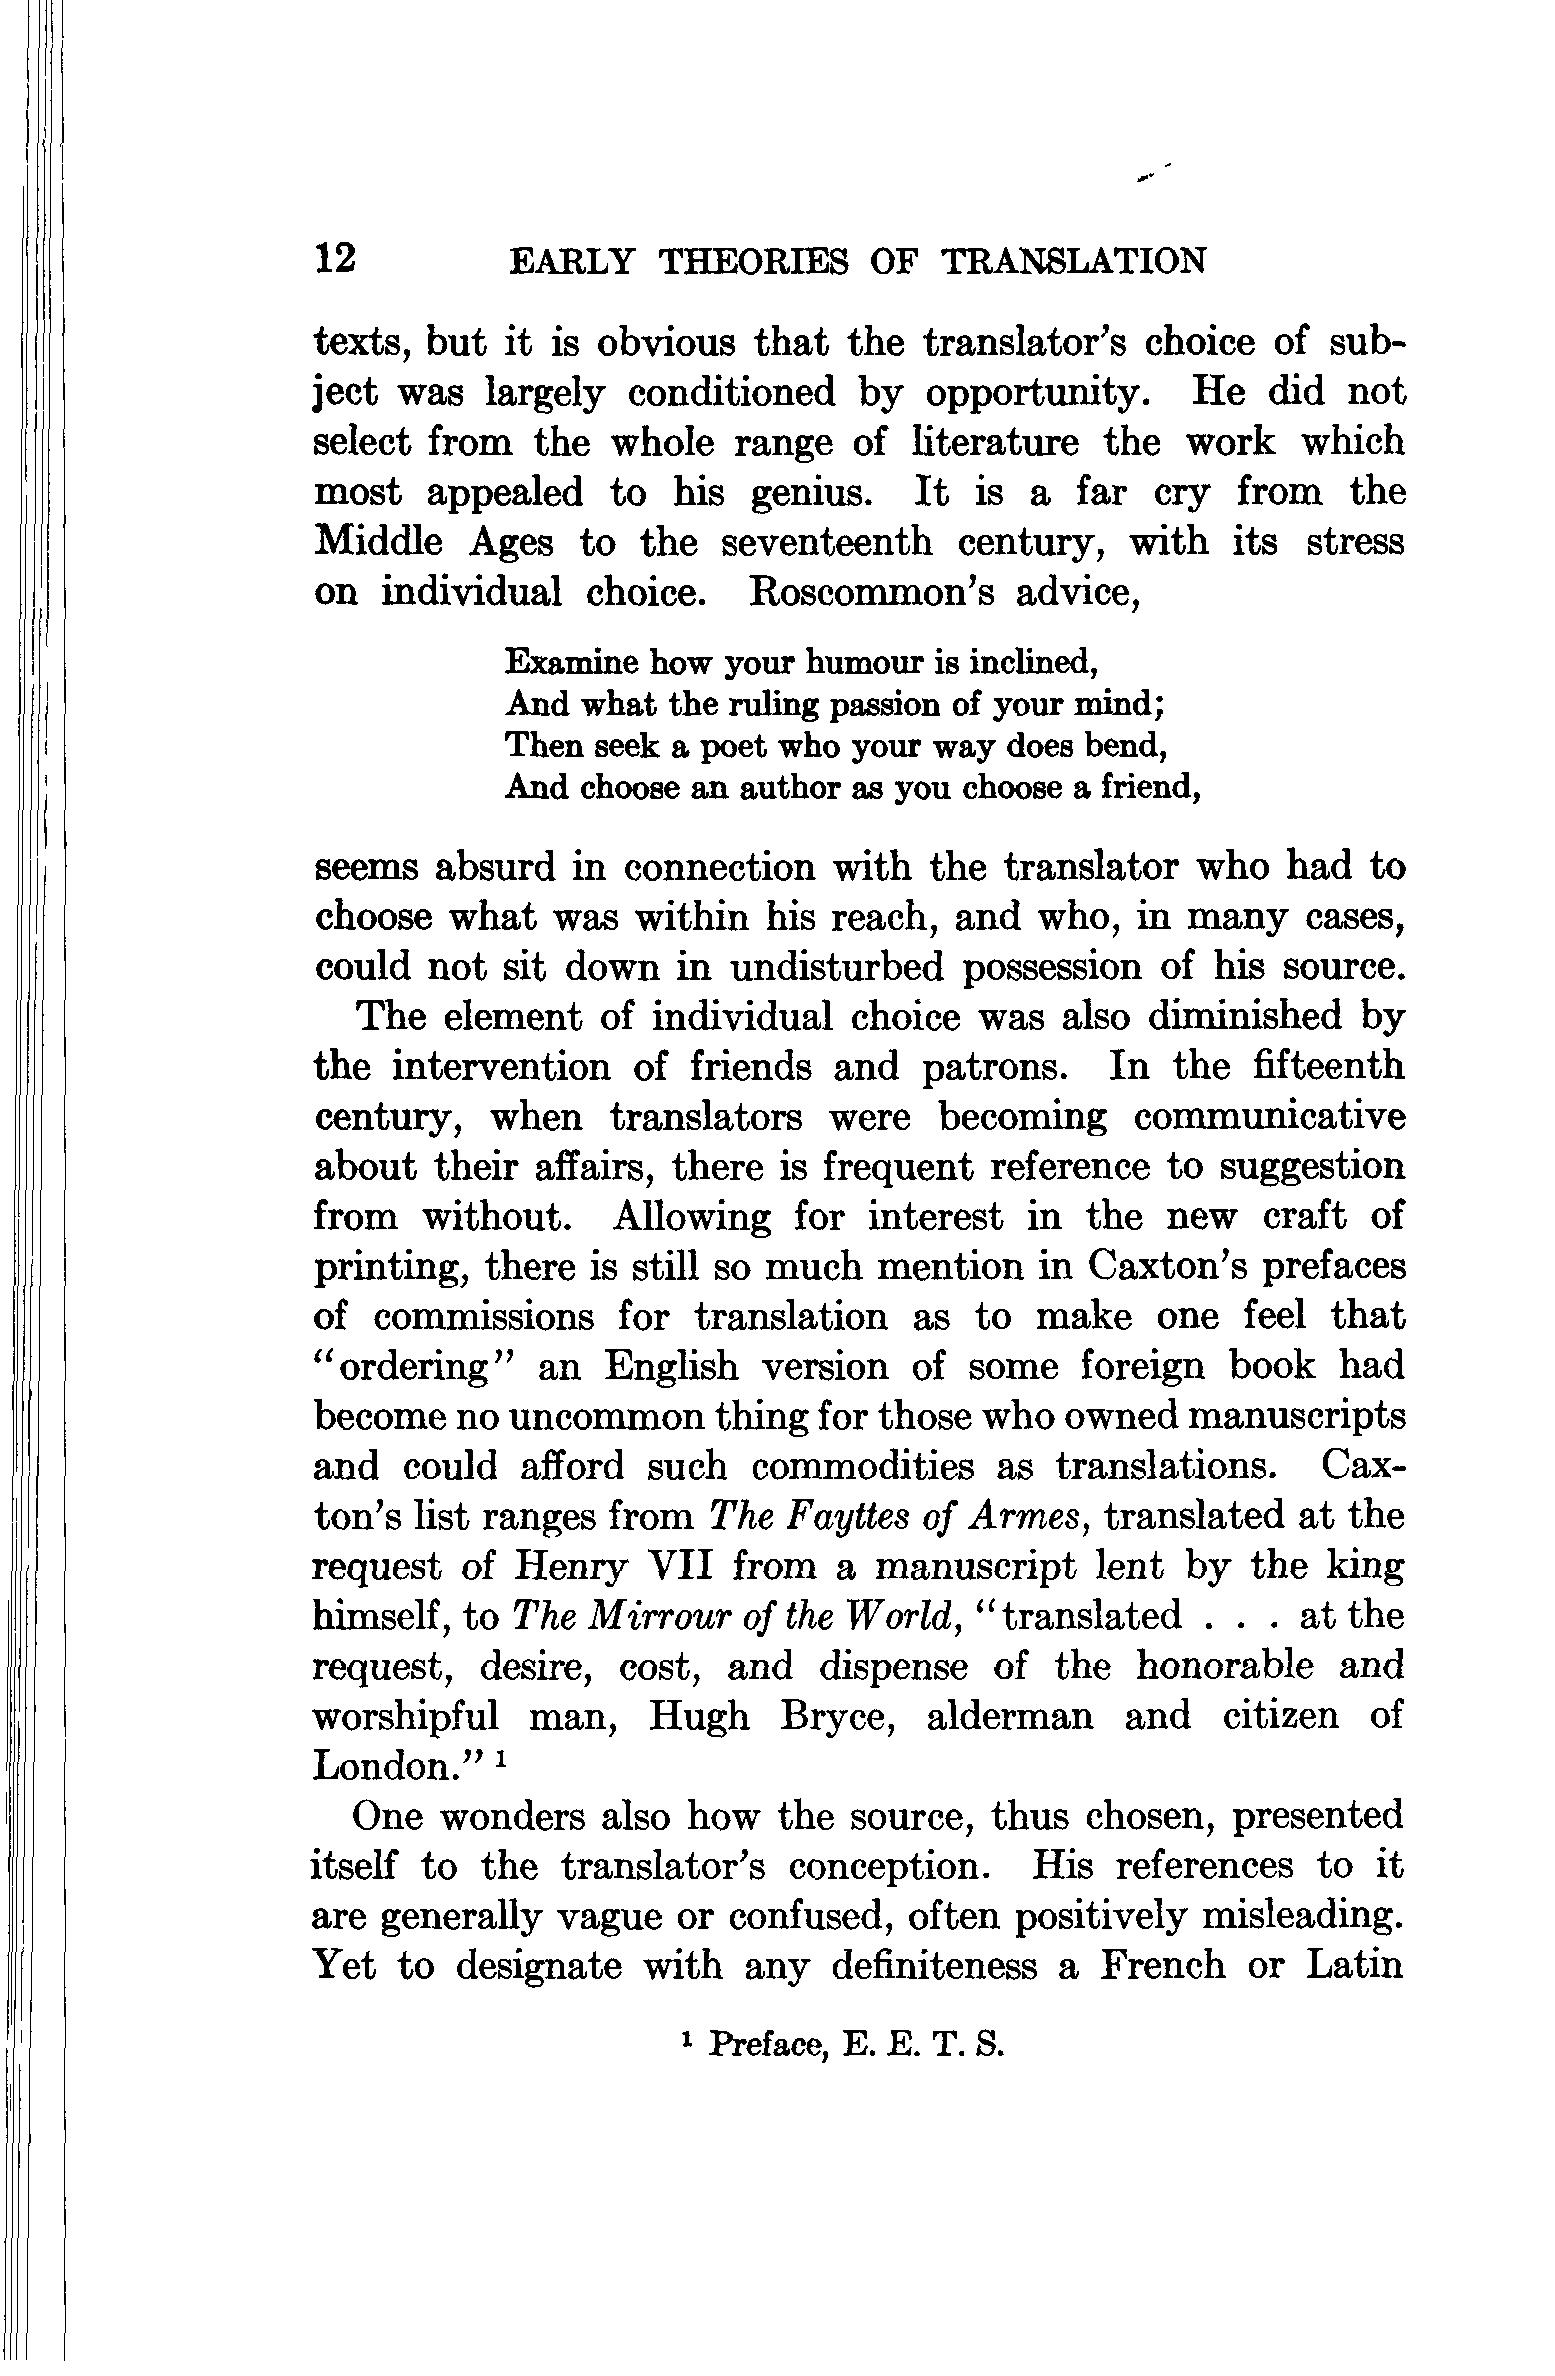 12 EARLY THEORIES OF TRANSLATION
texts, but it is obvious that the translator's choice of sub-
ject was largely conditioned by opportunity. He did not
select from the whole range of literature the work which
most appealed to his genius. It is a far cry from the
Middle Ages to the seventeenth century, with its stress
on individual choice. Roscommon's advice,
Examine how your humour is inclined,
And what the ruling passion of your mind;
Then seek a poet who your way does bend,
And choose an author as you choose a friend,
seems absurd in connection with the translator who had to
choose what was within his reach, and who, in many cases,
could not sit down in undisturbed possession of his source.
The element of individual choice was also diminished by
the intervention of friends and patrons. In the fifteenth
century, when translators were becoming communicative
about their affairs, there is frequent reference to suggestion
from without. Allowing for interest in the new craft of
printing, there is still so much mention in Caxton's prefaces
of commissions for translation as to make one feel that
"ordering" an English version of some foreign book had
become no uncommon thing for those who owned manuscripts
and could afford such commodities as translations. Cax-
ton's list ranges from The Fayttes of Armes, translated at the
request of Henry VII from a manuscript lent by the king
himself, to The Mirrour of the World, "translated . . . at the
request, desire, cost, and dispense of the honorable and
worshipful man, Hugh Bryce, alderman and citizen of
London." ¹
One wonders also how the source, thus chosen, presented
itself to the translator's conception. His references to it
are generally vague or confused, often positively misleading.
Yet to designate with any definiteness a French or Latin
¹ Preface, E. E. T. S.